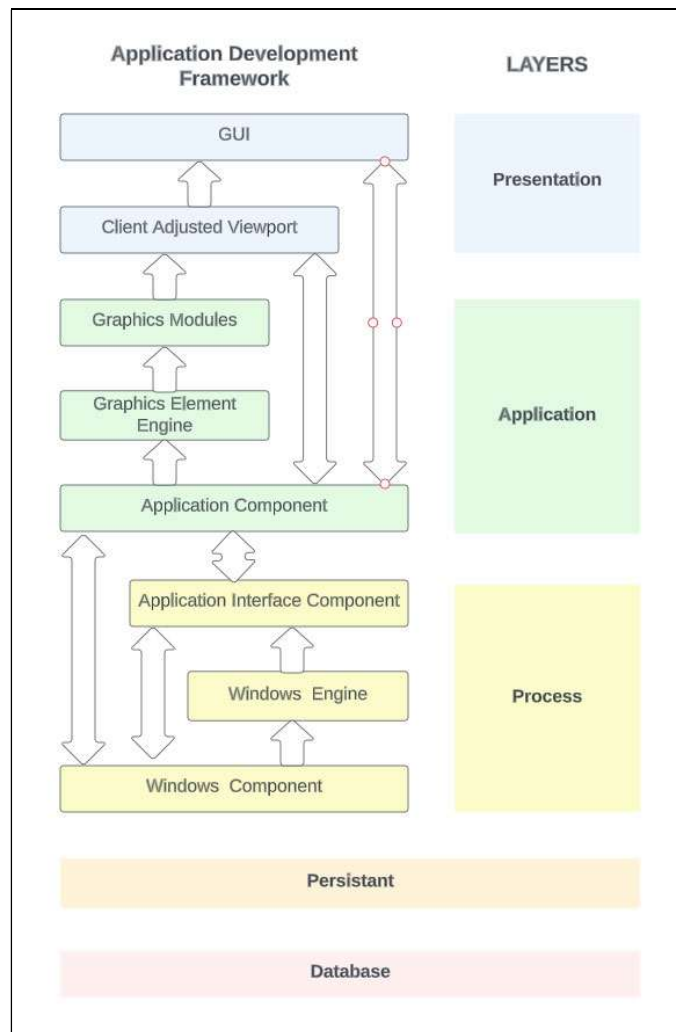 Application Development
Framework
LAYERS
GUI
Presentation
Client Adjusted Viewport
Graphics Modules
Graphics Element
Engine
Application
Application Component
Application Interface Component
Windows Engine
Process
Windows Component
Persistant
Database